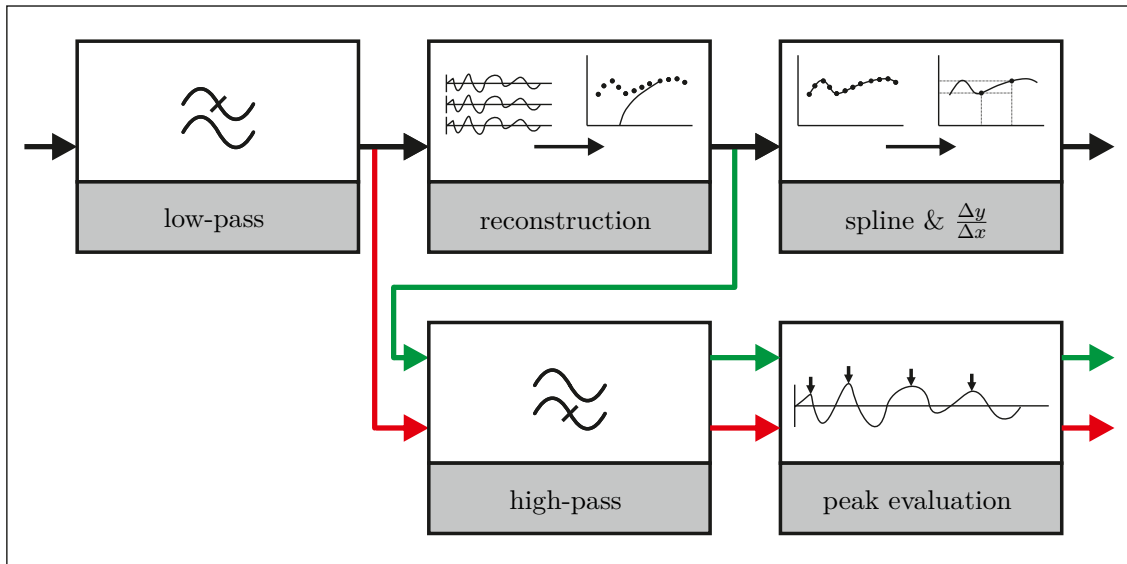 low-pass
reconstruction
spline & Δy/Δx
high-pass
peak evaluation